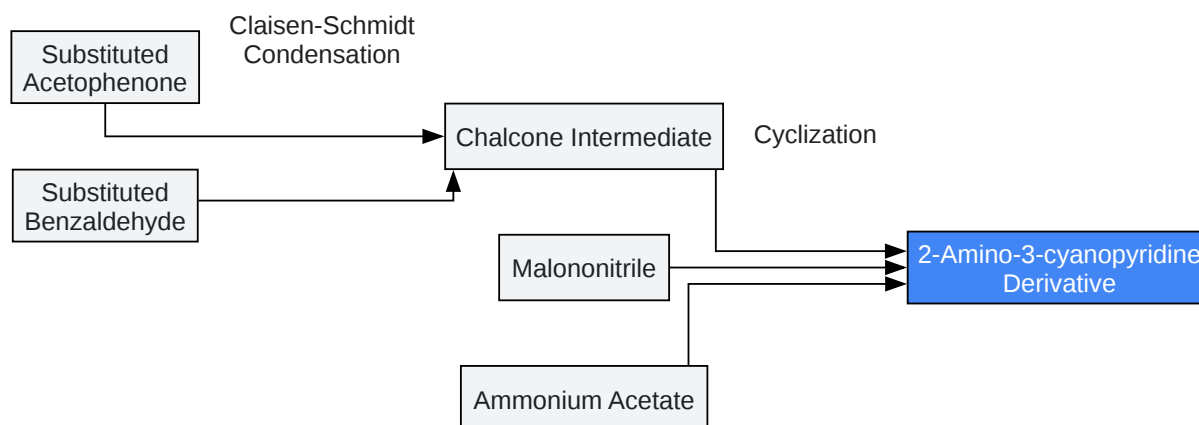 Claisen-Schmidt
Condensation
Substituted
Acetophenone
Chalcone Intermediate
Cyclization
Substituted
Benzaldehyde
Malononitrile
2-Amino-3-cyanopyridine
Derivative
Ammonium Acetate